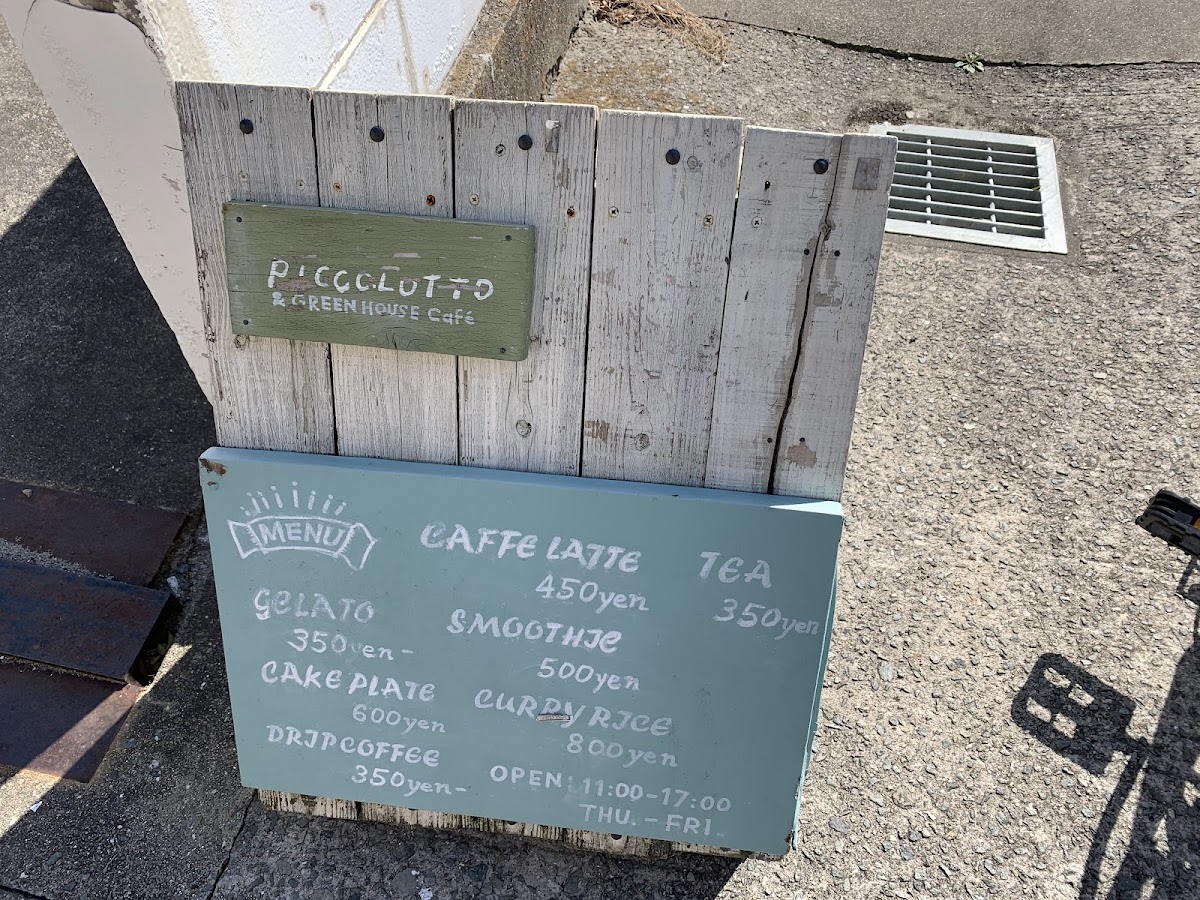 PICCOLOTTO
& GREEN HOUSE Café
MENU
GELATO
350yen-
CAKE PLATE
600yen
DRIPCOFFEE
350yen-
CAFFE LATTE
450yen
SMOOTHIE
500yen
CURRY RICE
800yen
TEA
350yen
OPEN: 11:00-17:00
THU.-FRI.